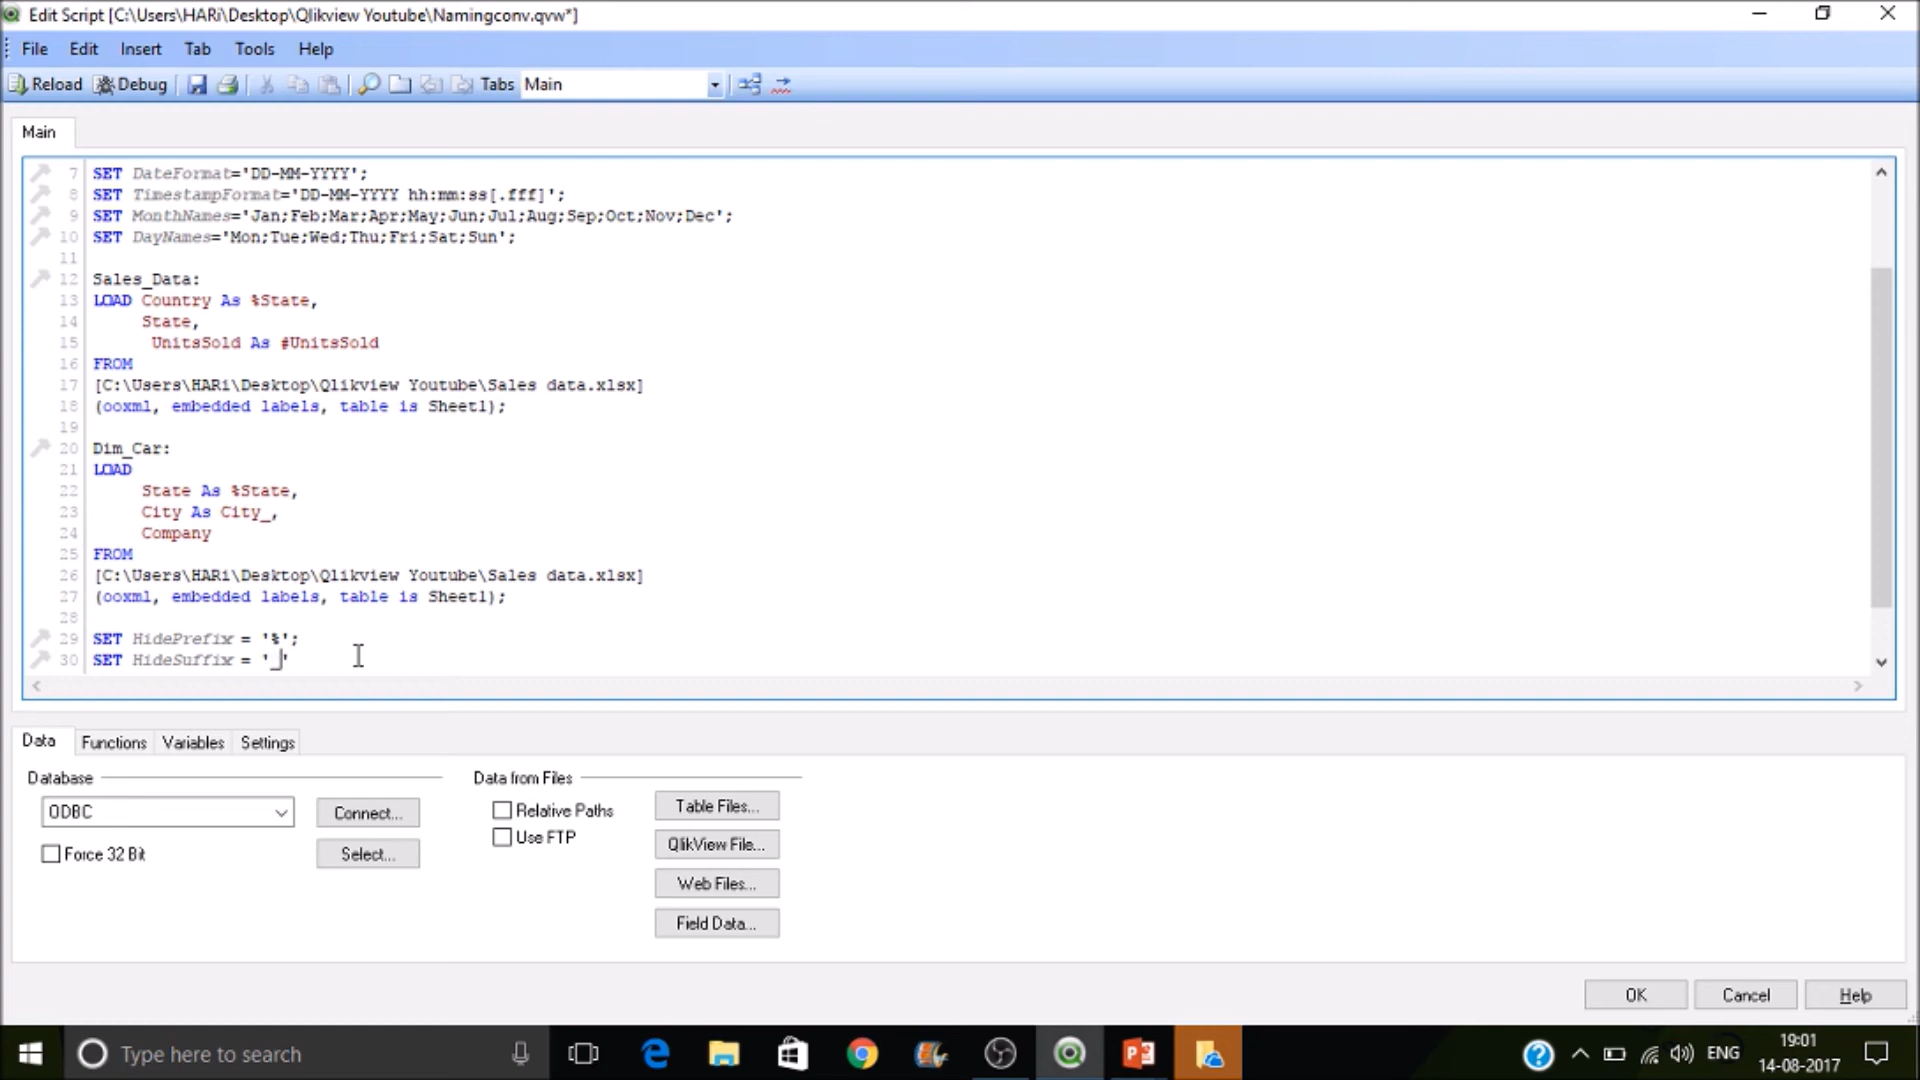 Edit Script [C:\Users\HARi\Desktop\Qlikview Youtube\Namingconv.qvw*]
File Edit Insert Tab Tools Help
Reload Debug Tabs Main
Main
7 SET DateFormat='DD-MM-YYYY';
8 SET TimestampFormat='DD-MM-YYYY hh:mm:ss[.fff]';
9 SET MonthNames='Jan;Feb;Mar;Apr;May;Jun;Jul;Aug;Sep;Oct;Nov;Dec';
10 SET DayNames='Mon;Tue;Wed;Thu;Fri;Sat;Sun';
11
12 Sales_Data:
13 LOAD Country As %State,
14 State,
15 UnitsSold As #UnitsSold
16 FROM
17 [C:\Users\HARi\Desktop\Qlikview Youtube\Sales data.xlsx]
18 (ooxml, embedded labels, table is Sheet1);
19
20 Dim_Car:
21 LOAD
22 State As %State,
23 City As City_,
24 Company
25 FROM
26 [C:\Users\HARi\Desktop\Qlikview Youtube\Sales data.xlsx]
27 (ooxml, embedded labels, table is Sheet1);
28
29 SET HidePrefix = '%';
30 SET HideSuffix = '_'
Data Functions Variables Settings
Database Data from Files
ODBC Connect... Relative Paths Table Files...
Use FTP QlikView File...
Force 32 Bit Select...
Web Files...
Field Data...
OK Cancel Help
Type here to search ENG 19:01
14-08-2017